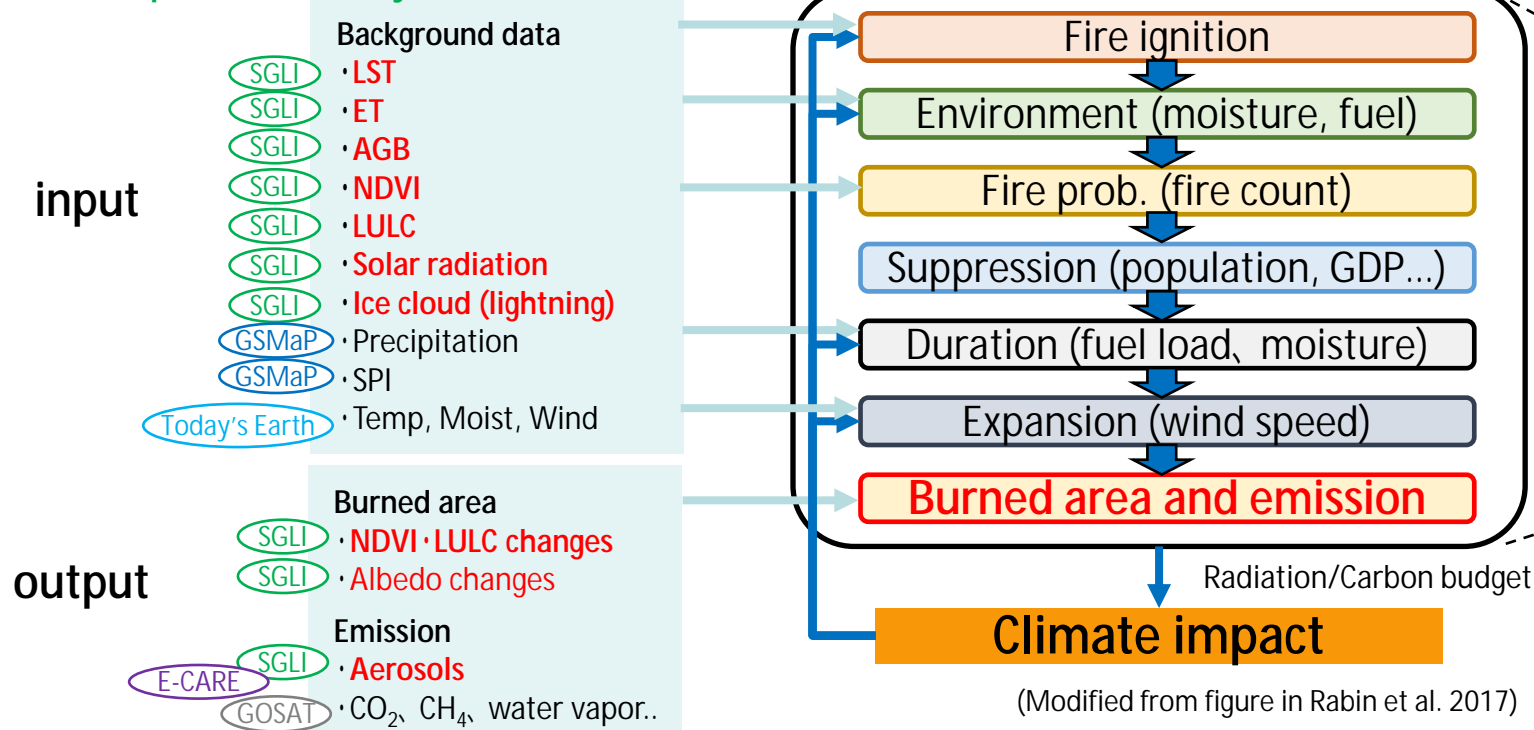 Background data
SGLI ・LST
SGLI ・ET
SGLI ・AGB
SGLI ・NDVI
SGLI ・LULC
SGLI ・Solar radiation
SGLI ・Ice cloud (lightning)
GSMaP ・Precipitation
GSMaP ・SPI
Today's Earth ・Temp, Moist, Wind
input
Burned area
SGLI ・NDVI・LULC changes
SGLI ・Albedo changes
output
Emission
SGLI ・Aerosols
E-CARE
GOSAT ・CO₂、CH₄、water vapor..
Fire ignition
Environment (moisture, fuel)
Fire prob. (fire count)
Suppression (population, GDP...)
Duration (fuel load、moisture)
Expansion (wind speed)
Burned area and emission
Radiation/Carbon budget
Climate impact
(Modified from figure in Rabin et al. 2017)